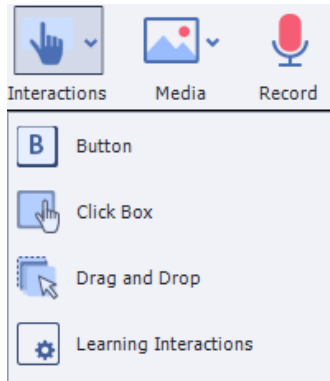 Interactions Media Record
B Button
Click Box
Drag and Drop
Learning Interactions